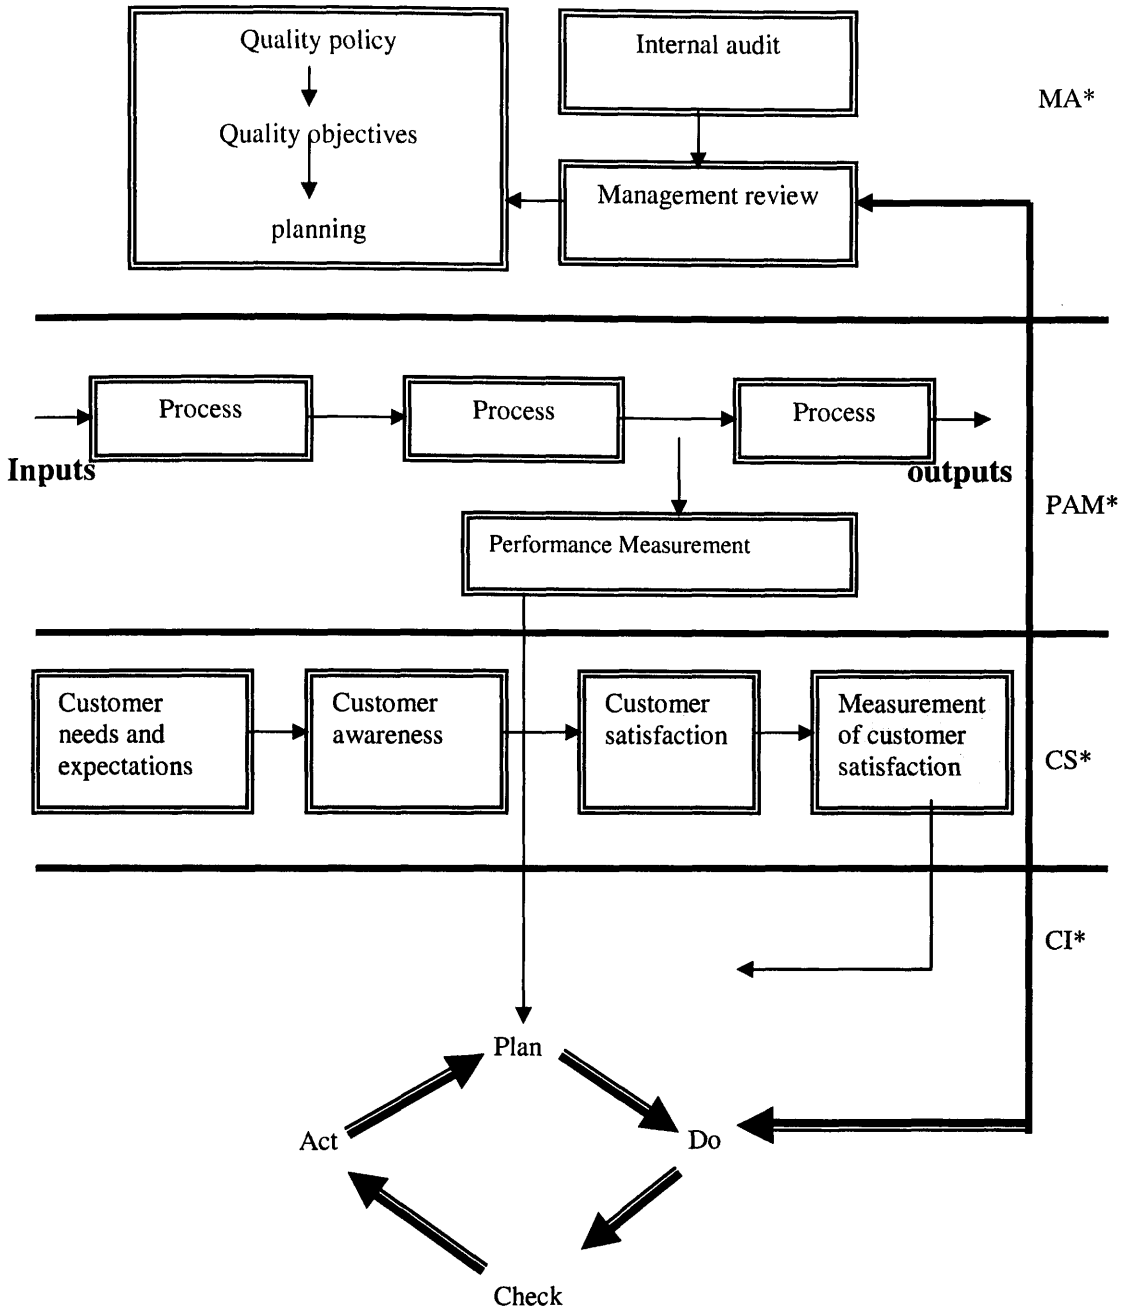 Quality policy
Quality objectives
planning
Internal audit
Management review
MA*
Process
Process
Process
Inputs
outputs
PAM*
Performance Measurement
Customer
needs and
expectations
Customer
awareness
Customer
satisfaction
Measurement
of customer
satisfaction
CS*
CI*
Plan
Act
Do
Check